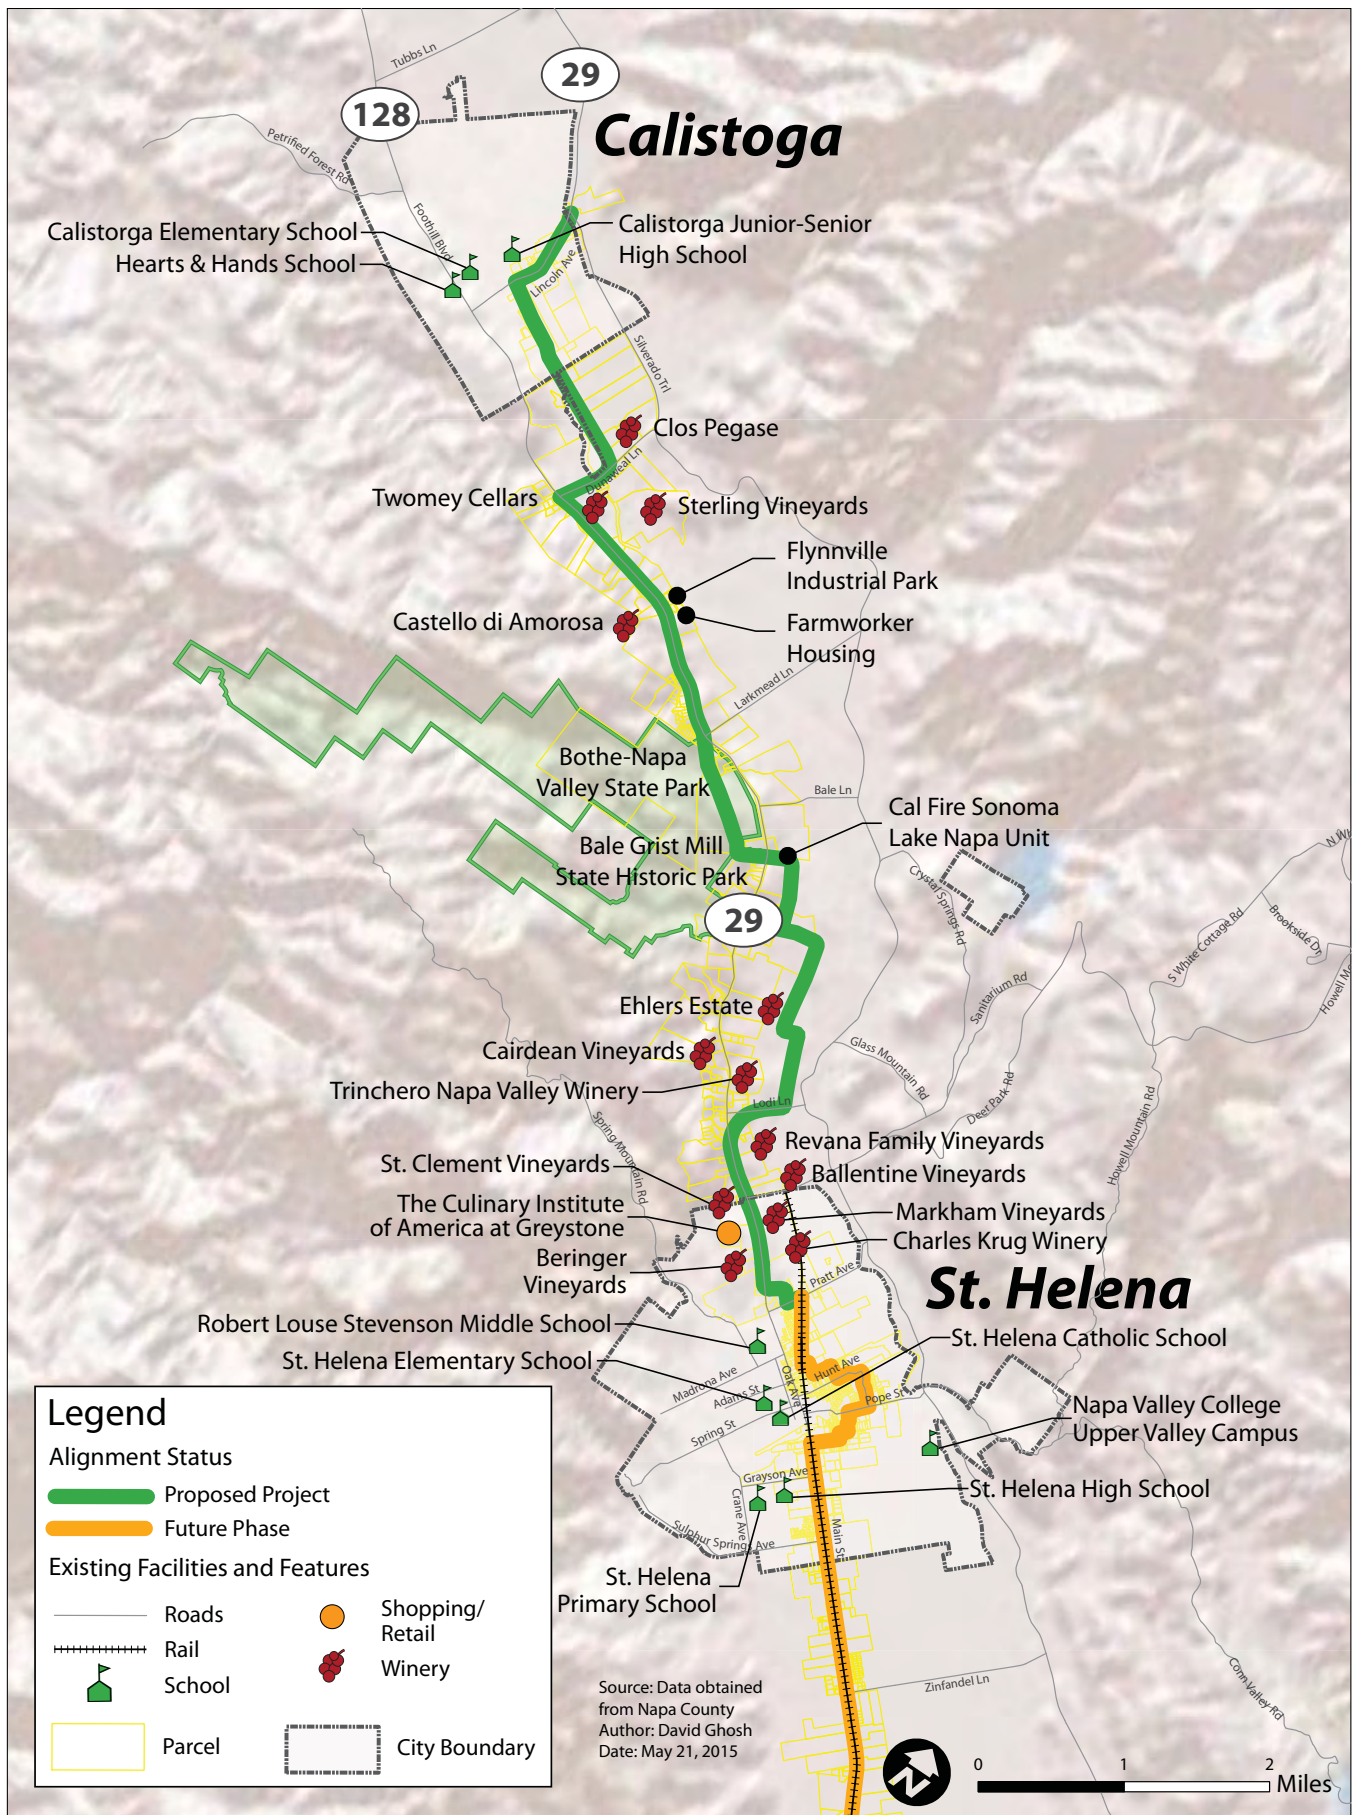 Tubbs Ln
29
128
Calistoga
Petrified Forest Rd
Foothill Blvd
Calistorga Elementary School
Hearts & Hands School
Calistorga Junior-Senior
High School
Lincoln Ave
Silverado Trl
Clos Pegase
Dunaweal Ln
Twomey Cellars
Sterling Vineyards
Flynnville
Industrial Park
Castello di Amorosa
Farmworker
Housing
Larkmead Ln
Bothe-Napa
Valley State Park
Bale Ln
Cal Fire Sonoma
Lake Napa Unit
Bale Grist Mill
State Historic Park
Crystal Springs Rd
29
S White Cottage Rd
Brookside Dr
Sanitarium Rd
Ehlers Estate
Cairdean Vineyards
Glass Mountain Rd
Trinchero Napa Valley Winery
Lodi Ln
Deer Park Rd
Howell Mountain Rd
Spring Mountain Rd
Revana Family Vineyards
St. Clement Vineyards
Ballentine Vineyards
The Culinary Institute
of America at Greystone
Markham Vineyards
Charles Krug Winery
Beringer
Vineyards
Pratt Ave
St. Helena
Robert Louse Stevenson Middle School
St. Helena Catholic School
St. Helena Elementary School
Hunt Ave
Madrona Ave
Oak Ave
Adams St
Pope St
Spring St
Napa Valley College
Upper Valley Campus
Grayson Ave
Crane Ave
St. Helena High School
Main St
Sulphur Springs Ave
St. Helena
Primary School
Zinfandel Ln
Conn Valley Rd
Legend
Alignment Status
Proposed Project
Future Phase
Existing Facilities and Features
Roads
Rail
School
Parcel
Shopping/
Retail
Winery
City Boundary
Source: Data obtained
from Napa County
Author: David Ghosh
Date: May 21, 2015
N
0 1 2
Miles